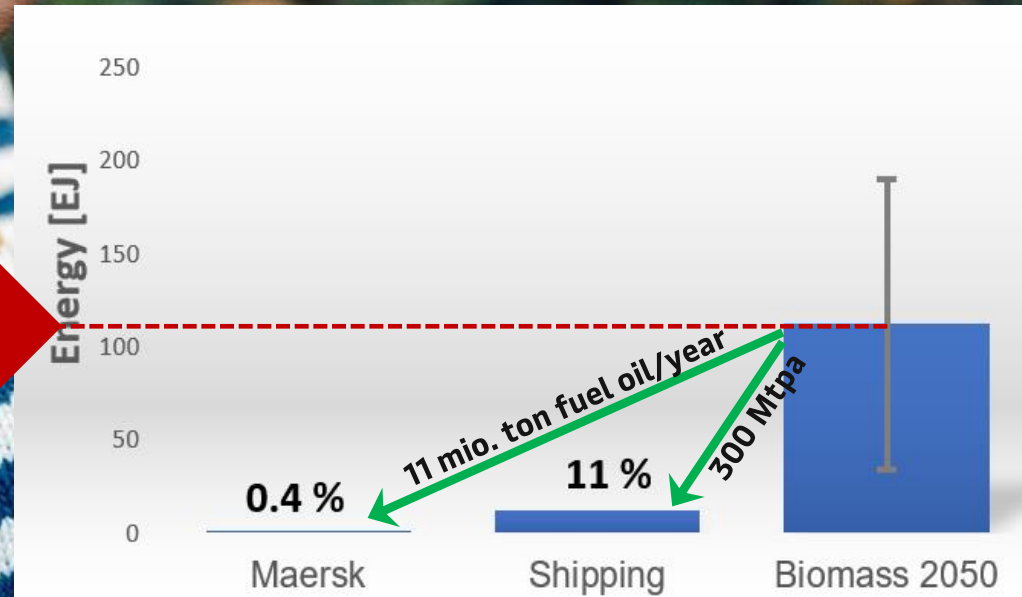 Energy [EJ]
250
200
150
100
50
0
11 mio. ton fuel oil/year
300 Mtpa
0.4 %
11 %
Maersk
Shipping
Biomass 2050